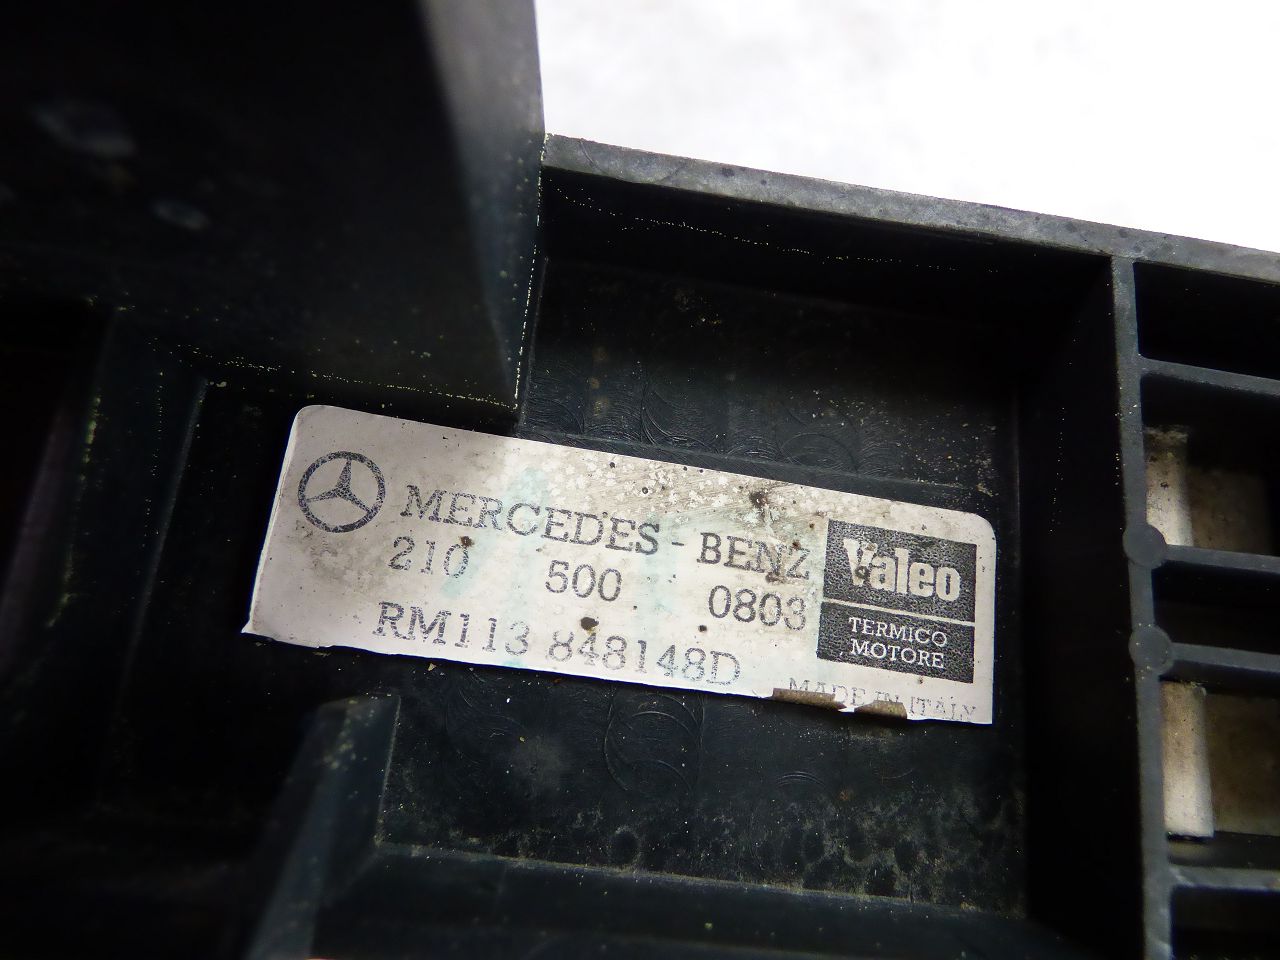 MERCEDES-BENZ
210 500 0803
RM113 848148D
Valeo
TERMICO
MOTORE
MADE IN ITALY